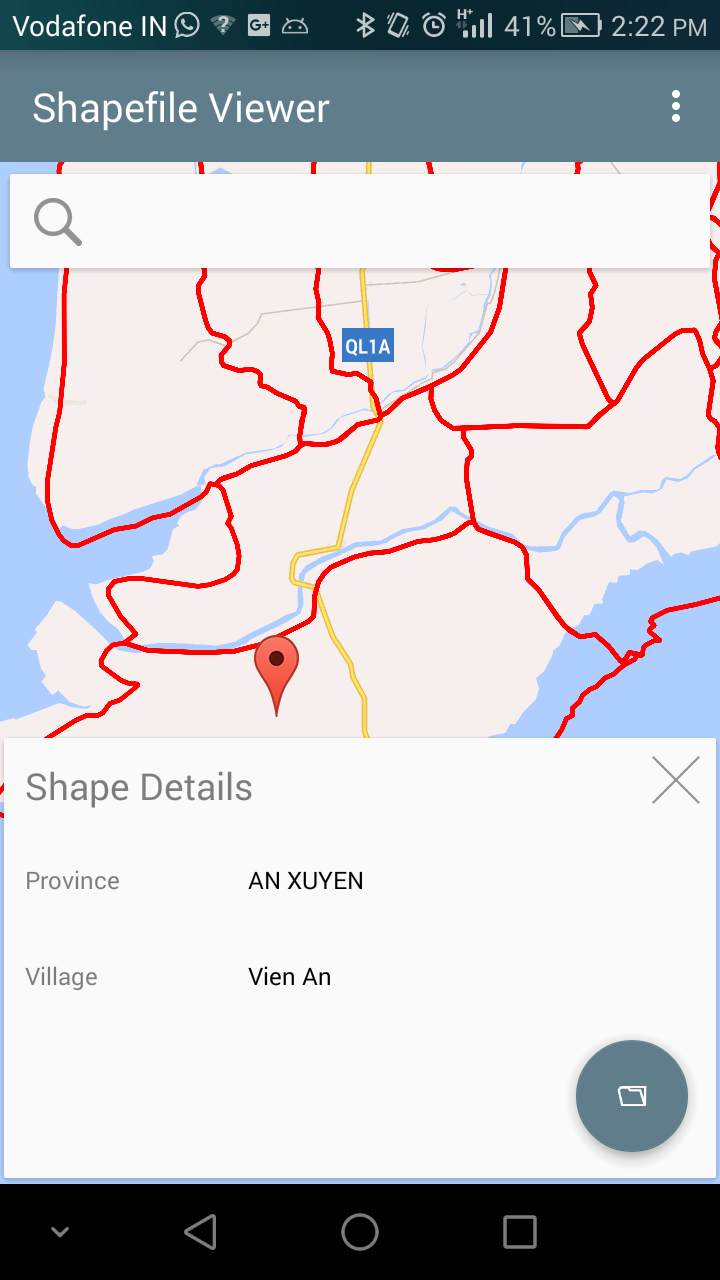 Vodafone IN G+ H+ 41% 2:22 PM
Shapefile Viewer
QL1A
Shape Details
Province AN XUYEN
Village Vien An